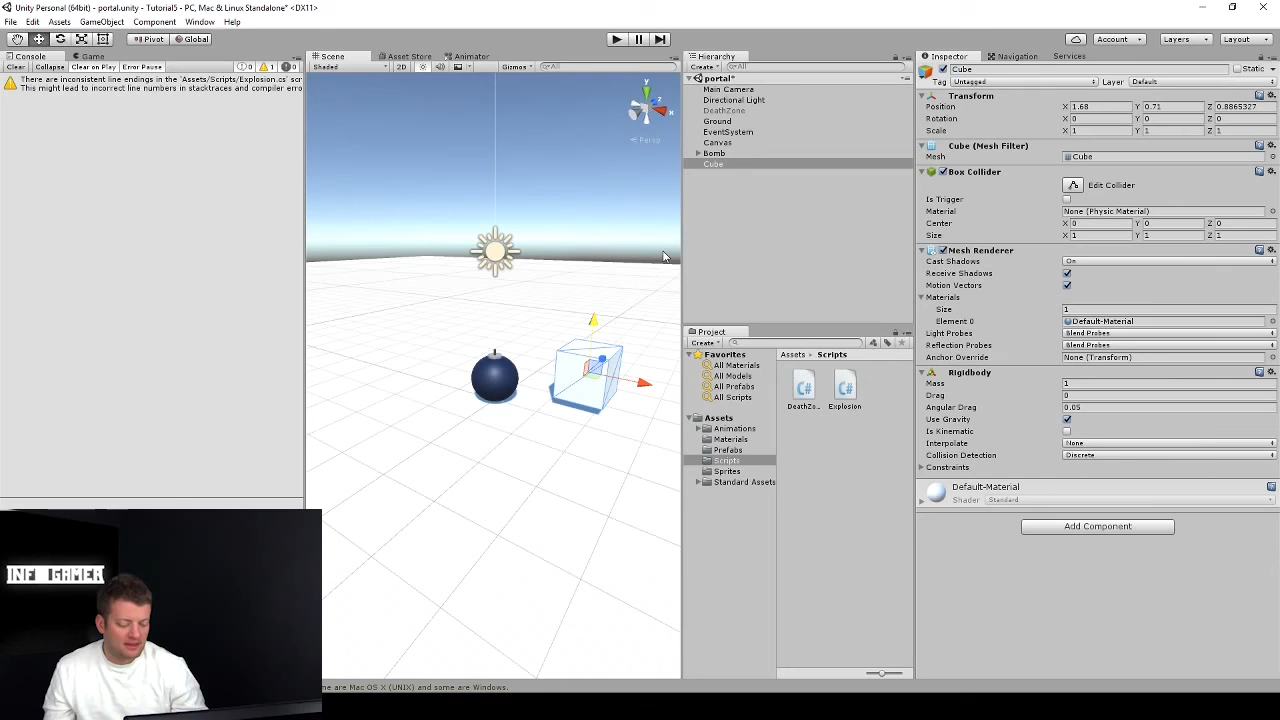 Unity Personal (64bit) - portal.unity - Tutorial5 - PC, Mac & Linux Standalone* <DX11>
File Edit Assets GameObject Component Window Help
Pivot Global Account Layers Layout
Console Game
Clear Collapse Clear on Play Error Pause 0 1 0
There are inconsistent line endings in the 'Assets/Scripts/Explosion.cs' scr
This might lead to incorrect line numbers in stacktraces and compiler erro
Scene Asset Store Animator
Shaded 2D Gizmos All
y
z
x
Persp
Hierarchy
Create All
portal*
Main Camera
Directional Light
DeathZone
Ground
EventSystem
Canvas
Bomb
Cube
Project
Create
Favorites
All Materials
All Models
All Prefabs
All Scripts
Assets
Animations
Materials
Prefabs
Scripts
Sprites
Standard Assets
Assets Scripts
C# C#
DeathZo... Explosion
Inspector Navigation Services
Cube Static
Tag Untagged Layer Default
Transform
Position X 1.68 Y 0.71 Z 0.8865327
Rotation X 0 Y 0 Z 0
Scale X 1 Y 1 Z 1
Cube (Mesh Filter)
Mesh Cube
Box Collider
Edit Collider
Is Trigger
Material None (Physic Material)
Center X 0 Y 0 Z 0
Size X 1 Y 1 Z 1
Mesh Renderer
Cast Shadows On
Receive Shadows
Motion Vectors
Materials
Size 1
Element 0 Default-Material
Light Probes Blend Probes
Reflection Probes Blend Probes
Anchor Override None (Transform)
Rigidbody
Mass 1
Drag 0
Angular Drag 0.05
Use Gravity
Is Kinematic
Interpolate None
Collision Detection Discrete
Constraints
Default-Material
Shader Standard
Add Component
INFO GAMER
me are Mac OS X (UNIX) and some are Windows.